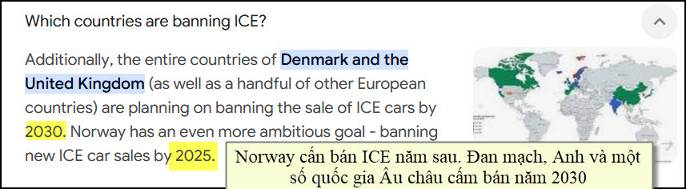 Which countries are banning ICE?
Additionally, the entire countries of Denmark and the
United Kingdom (as well as a handful of other European
countries) are planning on banning the sale of ICE cars by
2030. Norway has an even more ambitious goal - banning
new ICE car sales by 2025.
Norway cấn bán ICE năm sau. Đan mạch, Anh và một
số quốc gia Âu châu cấm bán năm 2030